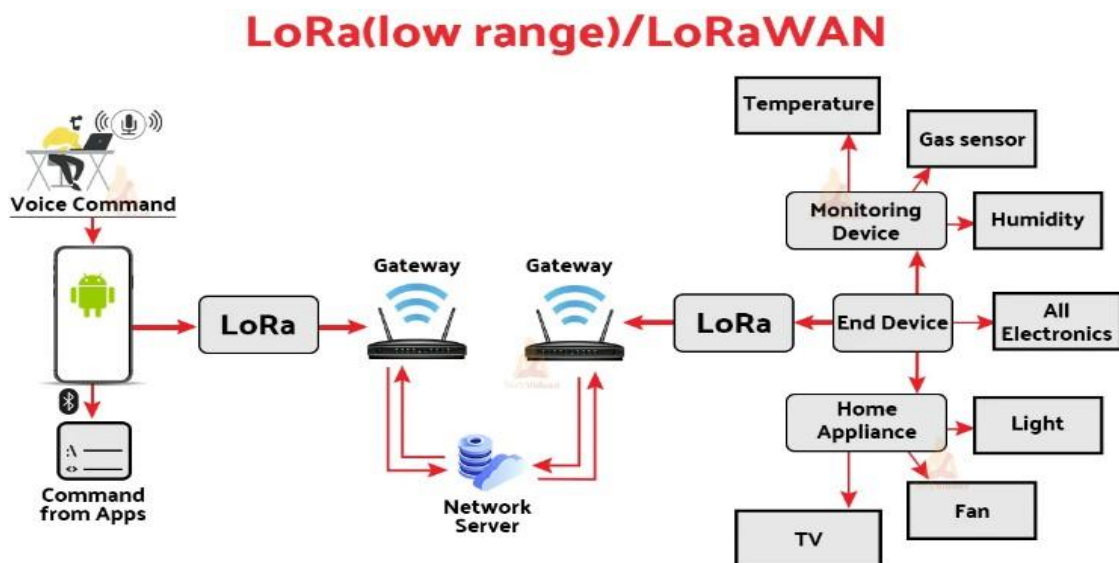 LoRa(low range)/LoRaWAN
Voice Command
Command
from Apps
LoRa
Gateway
Gateway
Network
Server
LoRa
End Device
Monitoring
Device
Temperature
Gas sensor
Humidity
All
Electronics
Home
Appliance
Light
Fan
TV